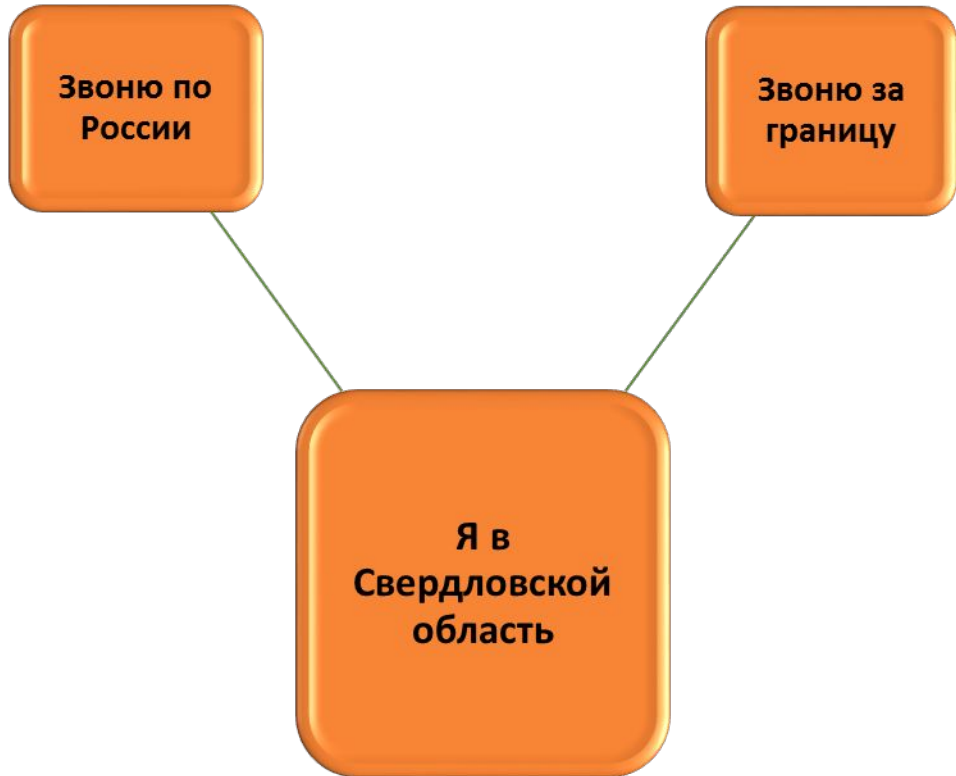 Звоню по
России
Звоню за
границу
Я в
Свердловской
область